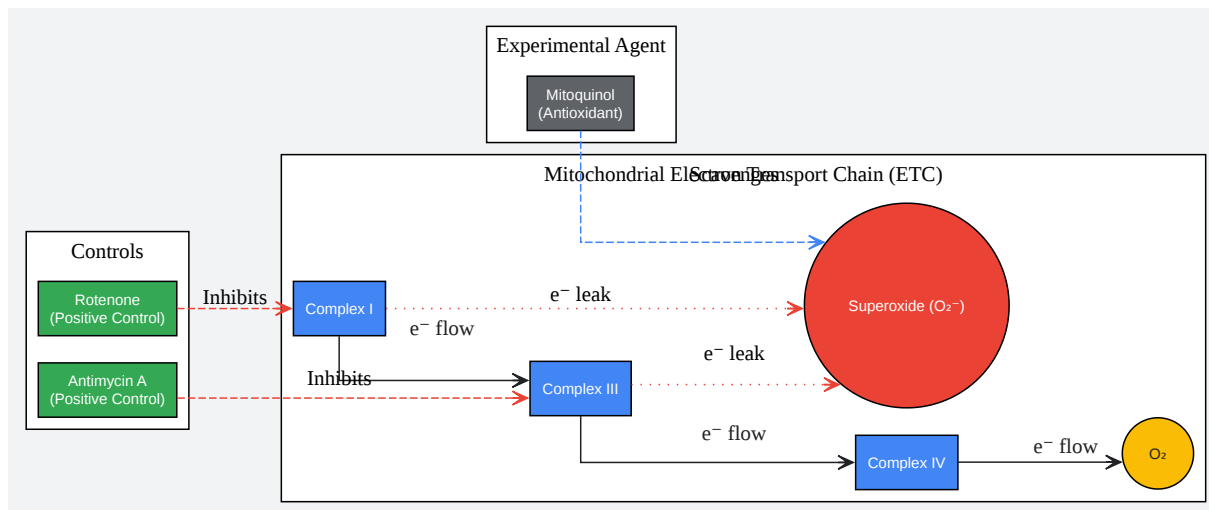 Experimental Agent
Mitoquinol
(Antioxidant)
Mitochondrial Electron Transport Chain (ETC)
Scavenges
Controls
Rotenone
(Positive Control)
Inhibits
Complex I
e⁻ leak
Superoxide (O₂⁻)
e⁻ flow
e⁻ leak
Antimycin A
(Positive Control)
Inhibits
Complex III
e⁻ flow
Complex IV
e⁻ flow
O₂